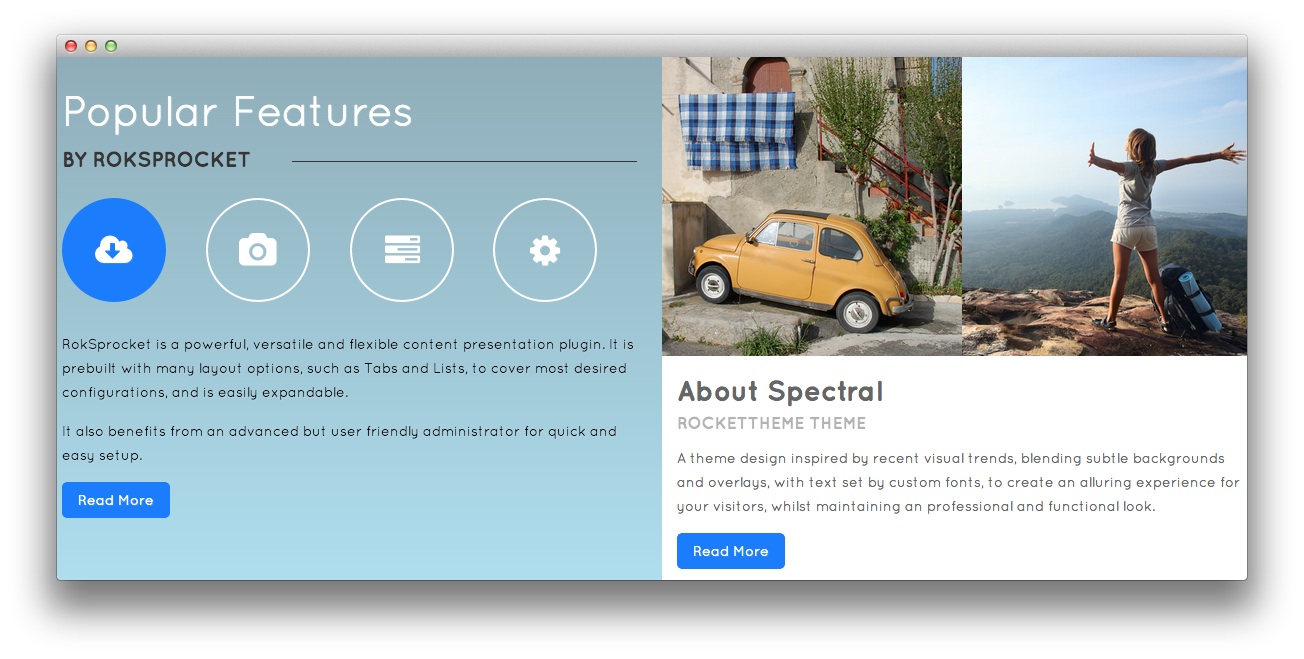 Popular Features
BY ROKSPROCKET
RokSprocket is a powerful, versatile and flexible content presentation plugin. It is
prebuilt with many layout options, such as Tabs and Lists, to cover most desired
configurations, and is easily expandable.
It also benefits from an advanced but user friendly administrator for quick and
easy setup.
Read More
About Spectral
ROCKETTHEME THEME
A theme design inspired by recent visual trends, blending subtle backgrounds
and overlays, with text set by custom fonts, to create an alluring experience for
your visitors, whilst maintaining an professional and functional look.
Read More